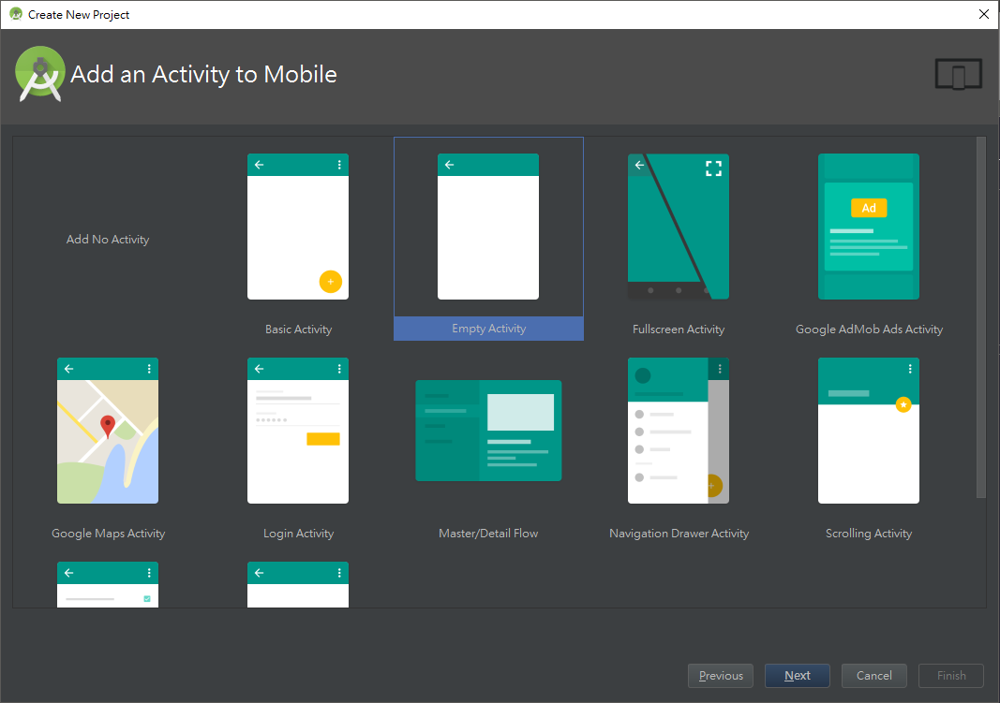 Create New Project
Add an Activity to Mobile
Add No Activity
Basic Activity
Empty Activity
Fullscreen Activity
Ad
Google AdMob Ads Activity
Google Maps Activity
Login Activity
Master/Detail Flow
Navigation Drawer Activity
Scrolling Activity
Previous
Next
Cancel
Finish